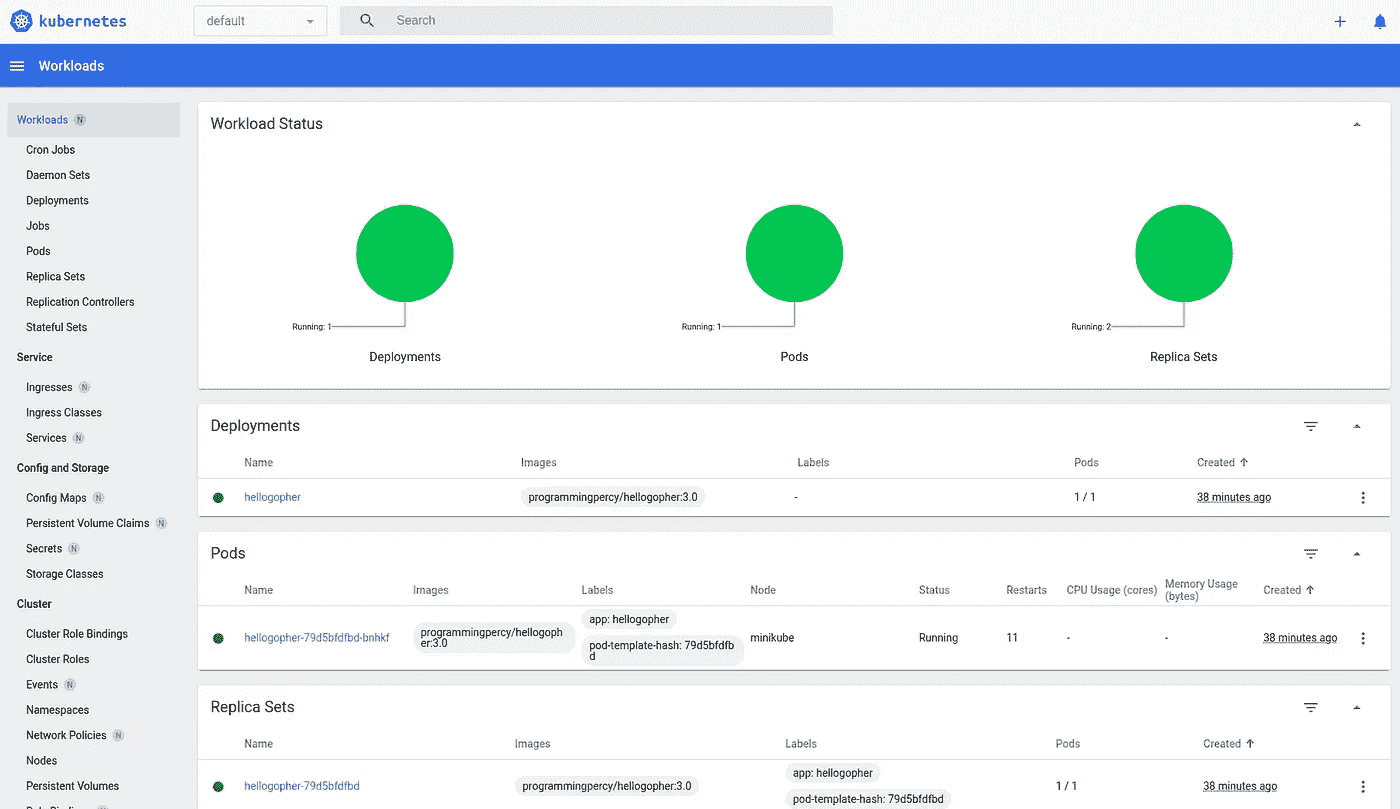 kubernetes
default
Search
Workloads
Workloads N
Cron Jobs
Daemon Sets
Deployments
Jobs
Pods
Replica Sets
Replication Controllers
Stateful Sets
Service
Ingresses N
Ingress Classes
Services N
Config and Storage
Config Maps N
Persistent Volume Claims N
Secrets N
Storage Classes
Cluster
Cluster Role Bindings
Cluster Roles
Events N
Namespaces
Network Policies N
Nodes
Persistent Volumes
Workload Status
Running: 1
Deployments
Running: 1
Pods
Running: 2
Replica Sets
Deployments
Name Images Labels Pods Created
hellogopher programmingpercy/hellogopher:3.0 - 1 / 1 38 minutes ago
Pods
Name Images Labels Node Status Restarts CPU Usage (cores) Memory Usage
(bytes) Created
hellogopher-79d5bfdfbd-bnhkf
programmingpercy/hellogoph
er:3.0
app: hellogopher
pod-template-hash: 79d5bfdfb
d
minikube Running 11 - - 38 minutes ago
Replica Sets
Name Images Labels Pods Created
hellogopher-79d5bfdfbd programmingpercy/hellogopher:3.0
app: hellogopher
pod-template-hash: 79d5bfdfbd
1 / 1 38 minutes ago